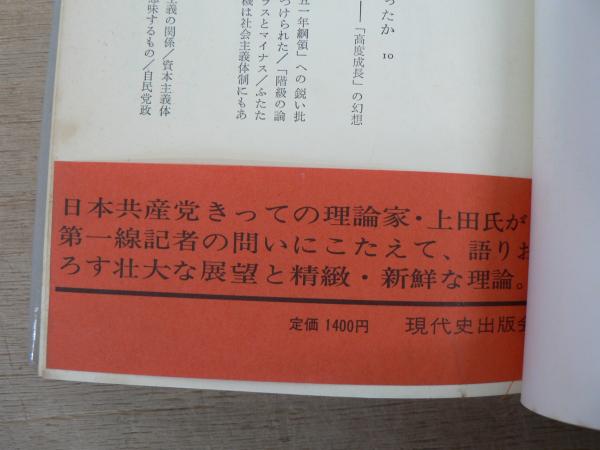 ったか 10
――「高度成長」の幻想
五一年綱領」への鋭い批
つけられた/「階級の論
ラスとマイナス/ふたた
機は社会主義体制にもあ
主義の関係/資本主義体
意味するもの/自民党政
日本共産党きっての理論家・上田氏が、
第一線記者の問いにこたえて、語りお
ろす壮大な展望と精緻・新鮮な理論。
定価 1400円 現代史出版会